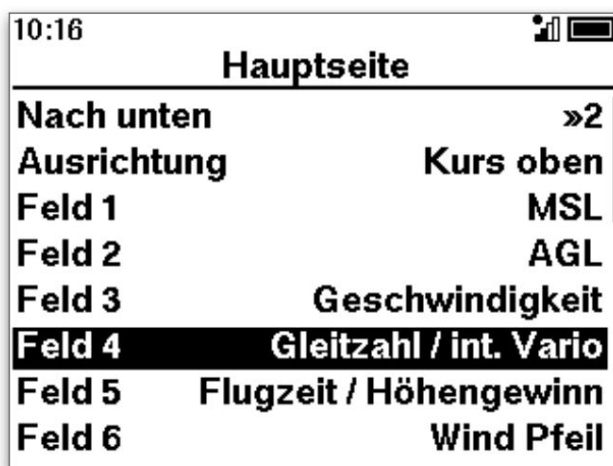 10:16
Hauptseite
Nach unten »2
Ausrichtung Kurs oben
Feld 1 MSL
Feld 2 AGL
Feld 3 Geschwindigkeit
Feld 4 Gleitzahl / int. Vario
Feld 5 Flugzeit / Höhengewinn
Feld 6 Wind Pfeil